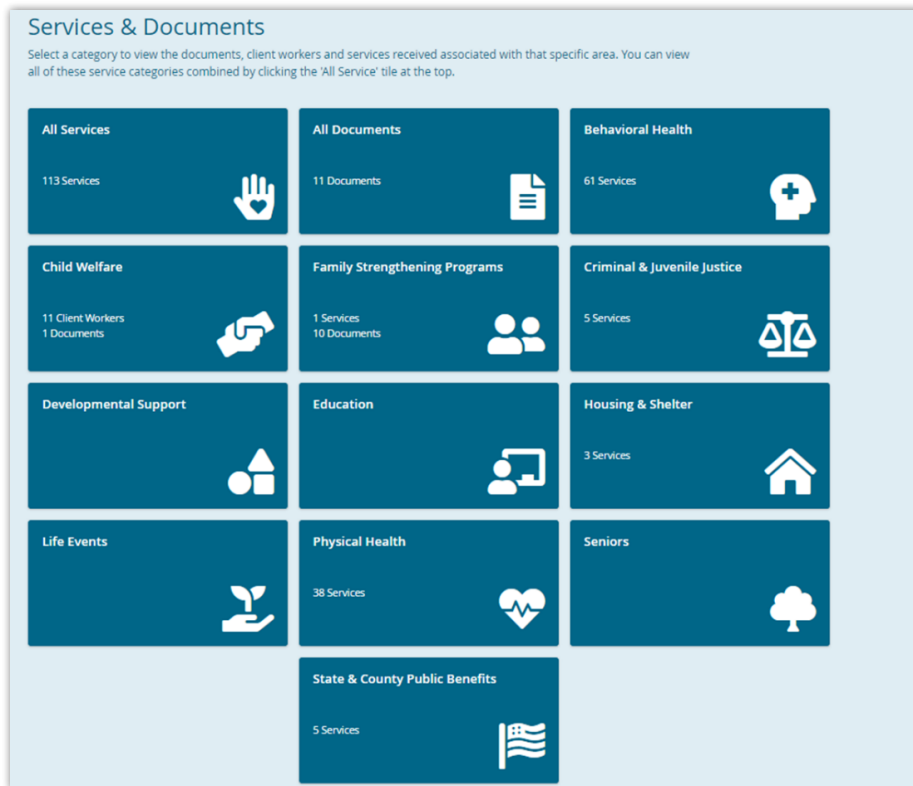 Services & Documents
Select a category to view the documents, client workers and services received associated with that specific area. You can view
all of these service categories combined by clicking the 'All Service' tile at the top.
All Services
113 Services
All Documents
11 Documents
Behavioral Health
61 Services
Child Welfare
11 Client Workers
1 Documents
Family Strengthening Programs
1 Services
10 Documents
Criminal & Juvenile Justice
5 Services
Developmental Support
Education
Housing & Shelter
3 Services
Life Events
Physical Health
38 Services
Seniors
State & County Public Benefits
5 Services